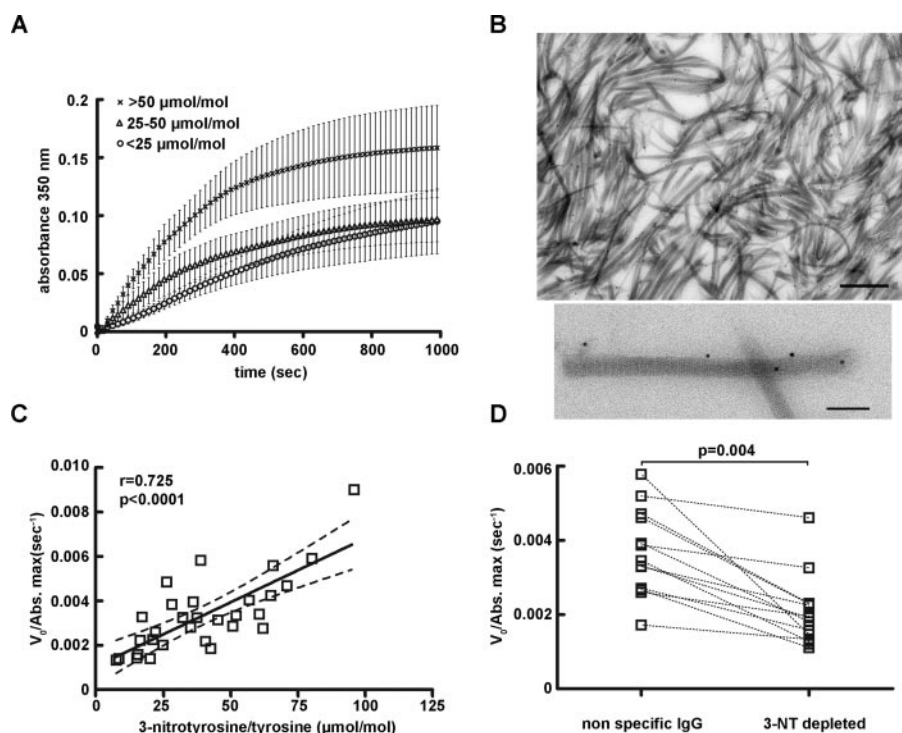 A
0.2
0.15
0.10
0.05
0
absorbance 350 nm
>50 μmol/mol
25-50 μmol/mol
<25 μmol/mol
0 200 400 600 800 1000
time (sec)
B
C
0.010
0.008
0.006
0.004
0.002
0
V₀/Abs. max(sec⁻¹)
r=0.725
p<0.0001
0 25 50 75 100 125
3-nitrotyrosine/tyrosine (μmol/mol)
D
p=0.004
0.006
0.004
0.002
0
V₀/Abs. max (sec⁻¹)
non specific IgG 3-NT depleted